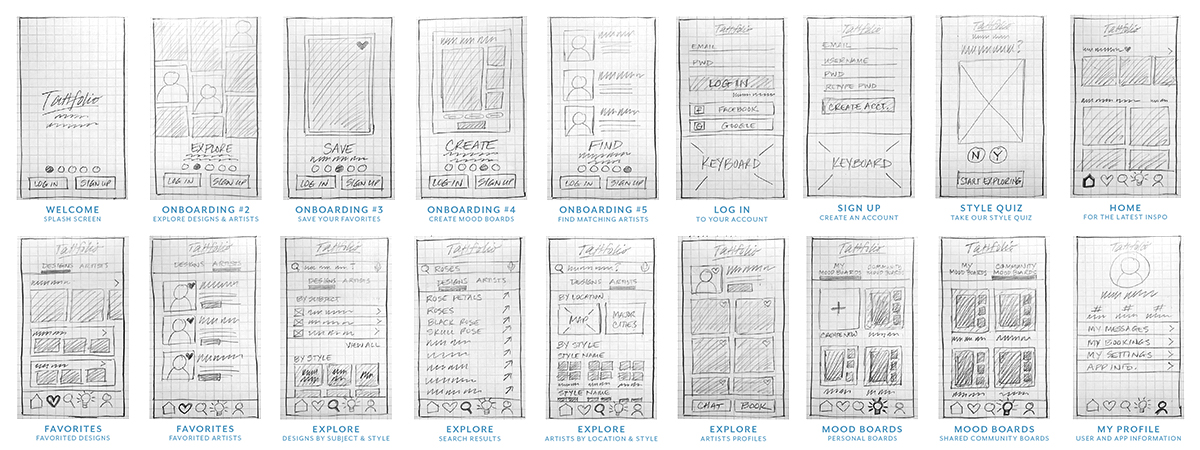 Tattfolio
LOG IN
SIGN UP
WELCOME
SPLASH SCREEN
EXPLORE
LOG IN
SIGN UP
ONBOARDING #2
EXPLORE DESIGNS & ARTISTS
SAVE
LOG IN
SIGN UP
ONBOARDING #3
SAVE YOUR FAVORITES
CREATE
LOG IN
SIGN UP
ONBOARDING #4
CREATE MOOD BOARDS
FIND
LOG IN
SIGN UP
ONBOARDING #5
FIND MATCHING ARTISTS
Tattfolio
EMAIL
PWD
LOG IN
FACEBOOK
G GOOGLE
KEYBOARD
LOG IN
TO YOUR ACCOUNT
Tattfolio
EMAIL
USERNAME
PWD
RETYPE PWD
CREATE ACCT.
KEYBOARD
SIGN UP
CREATE AN ACCOUNT
Tattfolio
?
N Y
START EXPLORING
STYLE QUIZ
TAKE OUR STYLE QUIZ
Tattfolio
HOME
FOR THE LATEST INSPO
Tattfolio
DESIGNS ARTISTS
FAVORITES
FAVORITED DESIGNS
Tattfolio
DESIGNS ARTISTS
FAVORITES
FAVORITED ARTISTS
Tattfolio
?
DESIGNS ARTISTS
BY SUBJECT
VIEW ALL
BY STYLE
EXPLORE
DESIGNS BY SUBJECT & STYLE
Tattfolio
ROSES
DESIGNS ARTISTS
ROSE PETALS
ROSES
BLACK ROSE
SKULL ROSE
EXPLORE
SEARCH RESULTS
Tattfolio
?
DESIGNS ARTISTS
BY LOCATION
MAP
MAJOR
CITIES
BY STYLE
STYLE NAME
STYLE NAME
EXPLORE
ARTISTS BY LOCATION & STYLE
Tattfolio
CHAT
BOOK
EXPLORE
ARTISTS PROFILES
Tattfolio
MY
MOOD BOARDS
COMMUNITY
MOOD BOARDS
+
CREATE NEW
MOOD BOARDS
PERSONAL BOARDS
Tattfolio
MY
MOOD BOARDS
COMMUNITY
MOOD BOARDS
MOOD BOARDS
SHARED COMMUNITY BOARDS
Tattfolio
# # #
MY MESSAGES
MY BOOKINGS
MY SETTINGS
APP INFO.
MY PROFILE
USER AND APP INFORMATION